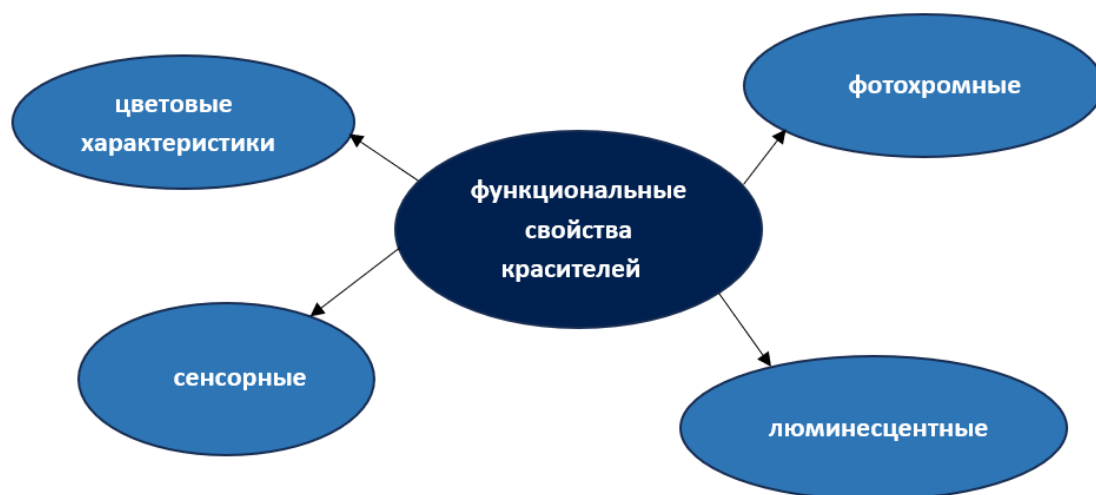 цветовые
характеристики
фотохромные
функциональные
свойства
красителей
сенсорные
люминесцентные